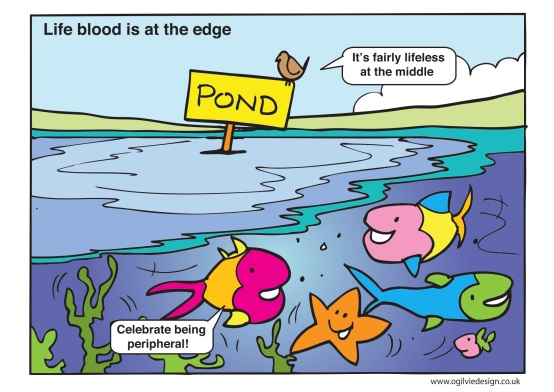 Life blood is at the edge
It's fairly lifeless
at the middle
POND
Celebrate being
peripheral!
www.ogilviedesign.co.uk